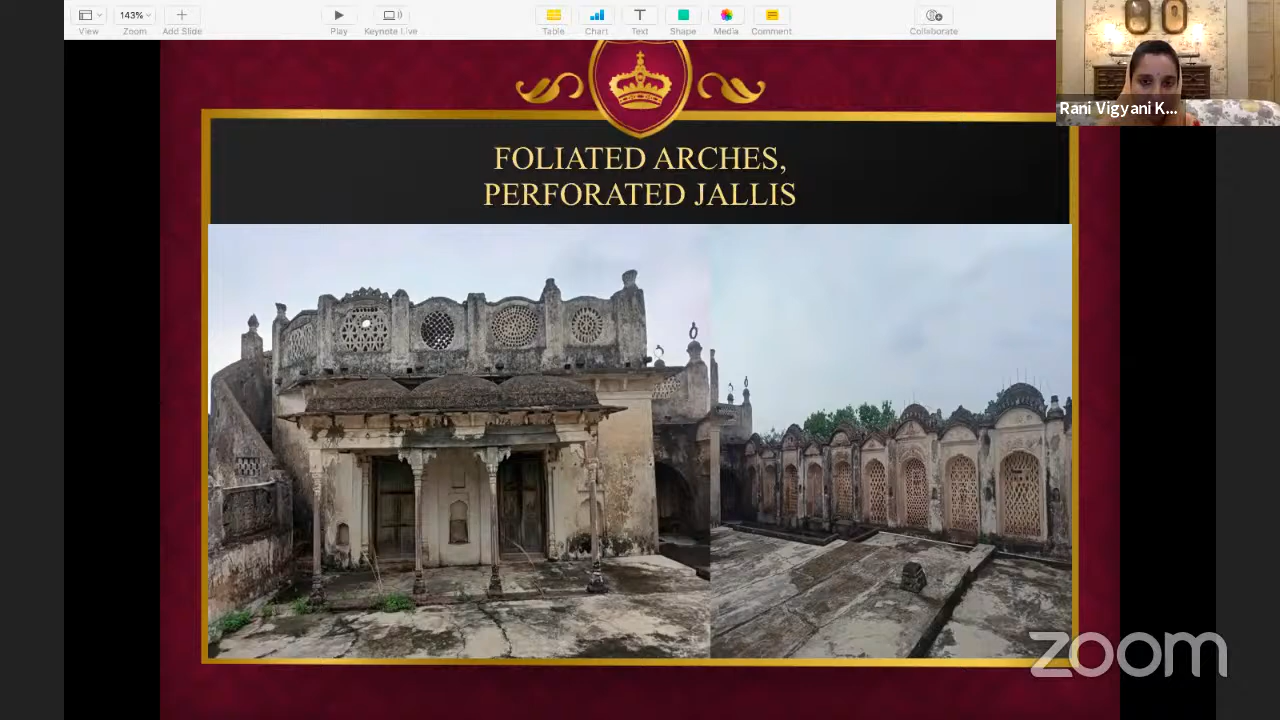 View
143%
Zoom
Add Slide
Play
Keynote Live
Table
Chart
Text
Shape
Media
Comment
Collaborate
Rani Vigyani K...
FOLIATED ARCHES,
PERFORATED JALLIS
zoom